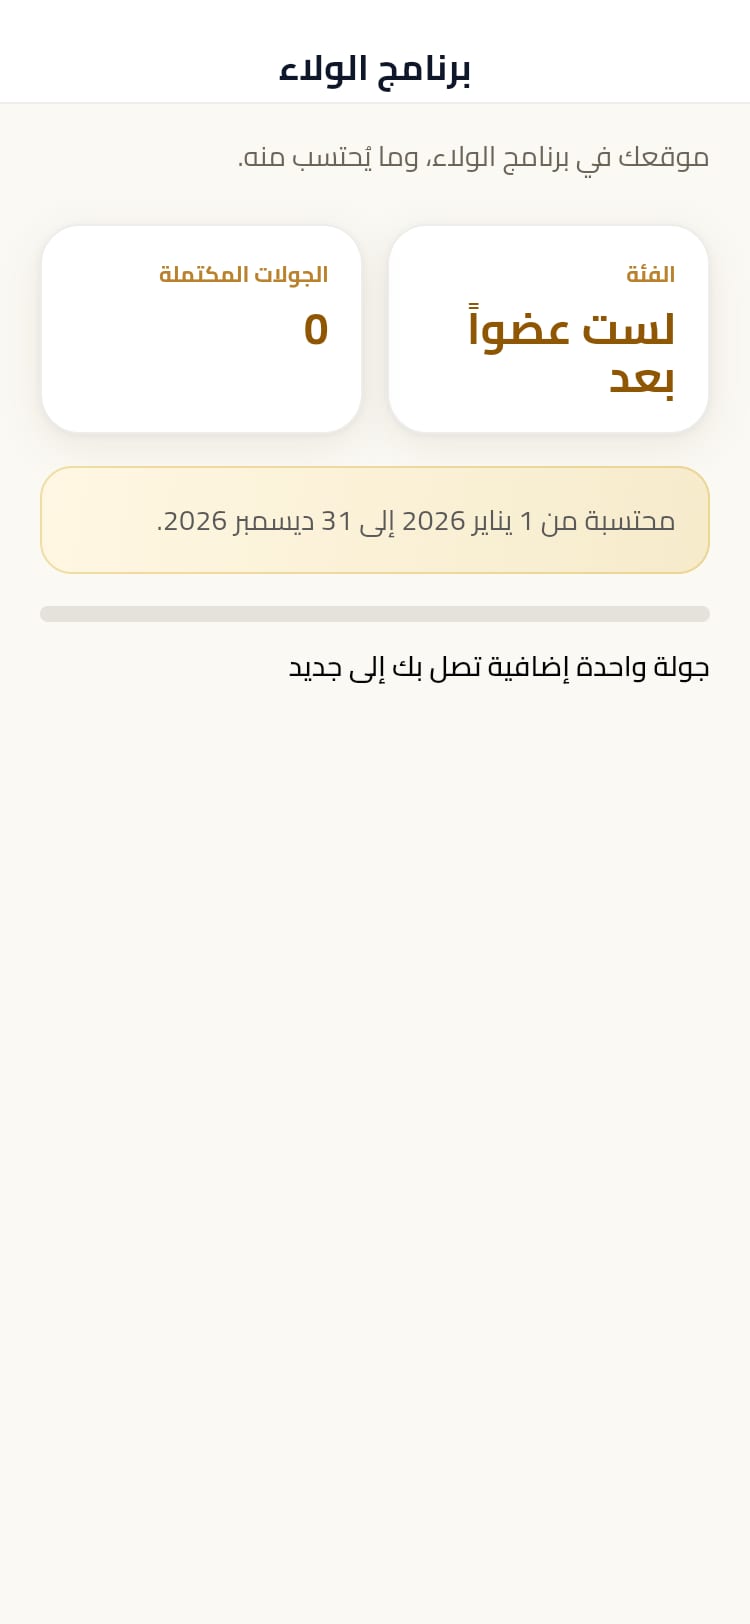 برنامج الولاء
موقعك في برنامج الولاء، وما يُحتسب منه.
الفئة
لست عضواً
بعد
الجولات المكتملة
0
محتسبة من 1 يناير 2026 إلى 31 ديسمبر 2026.
جولة واحدة إضافية تصل بك إلى جديد